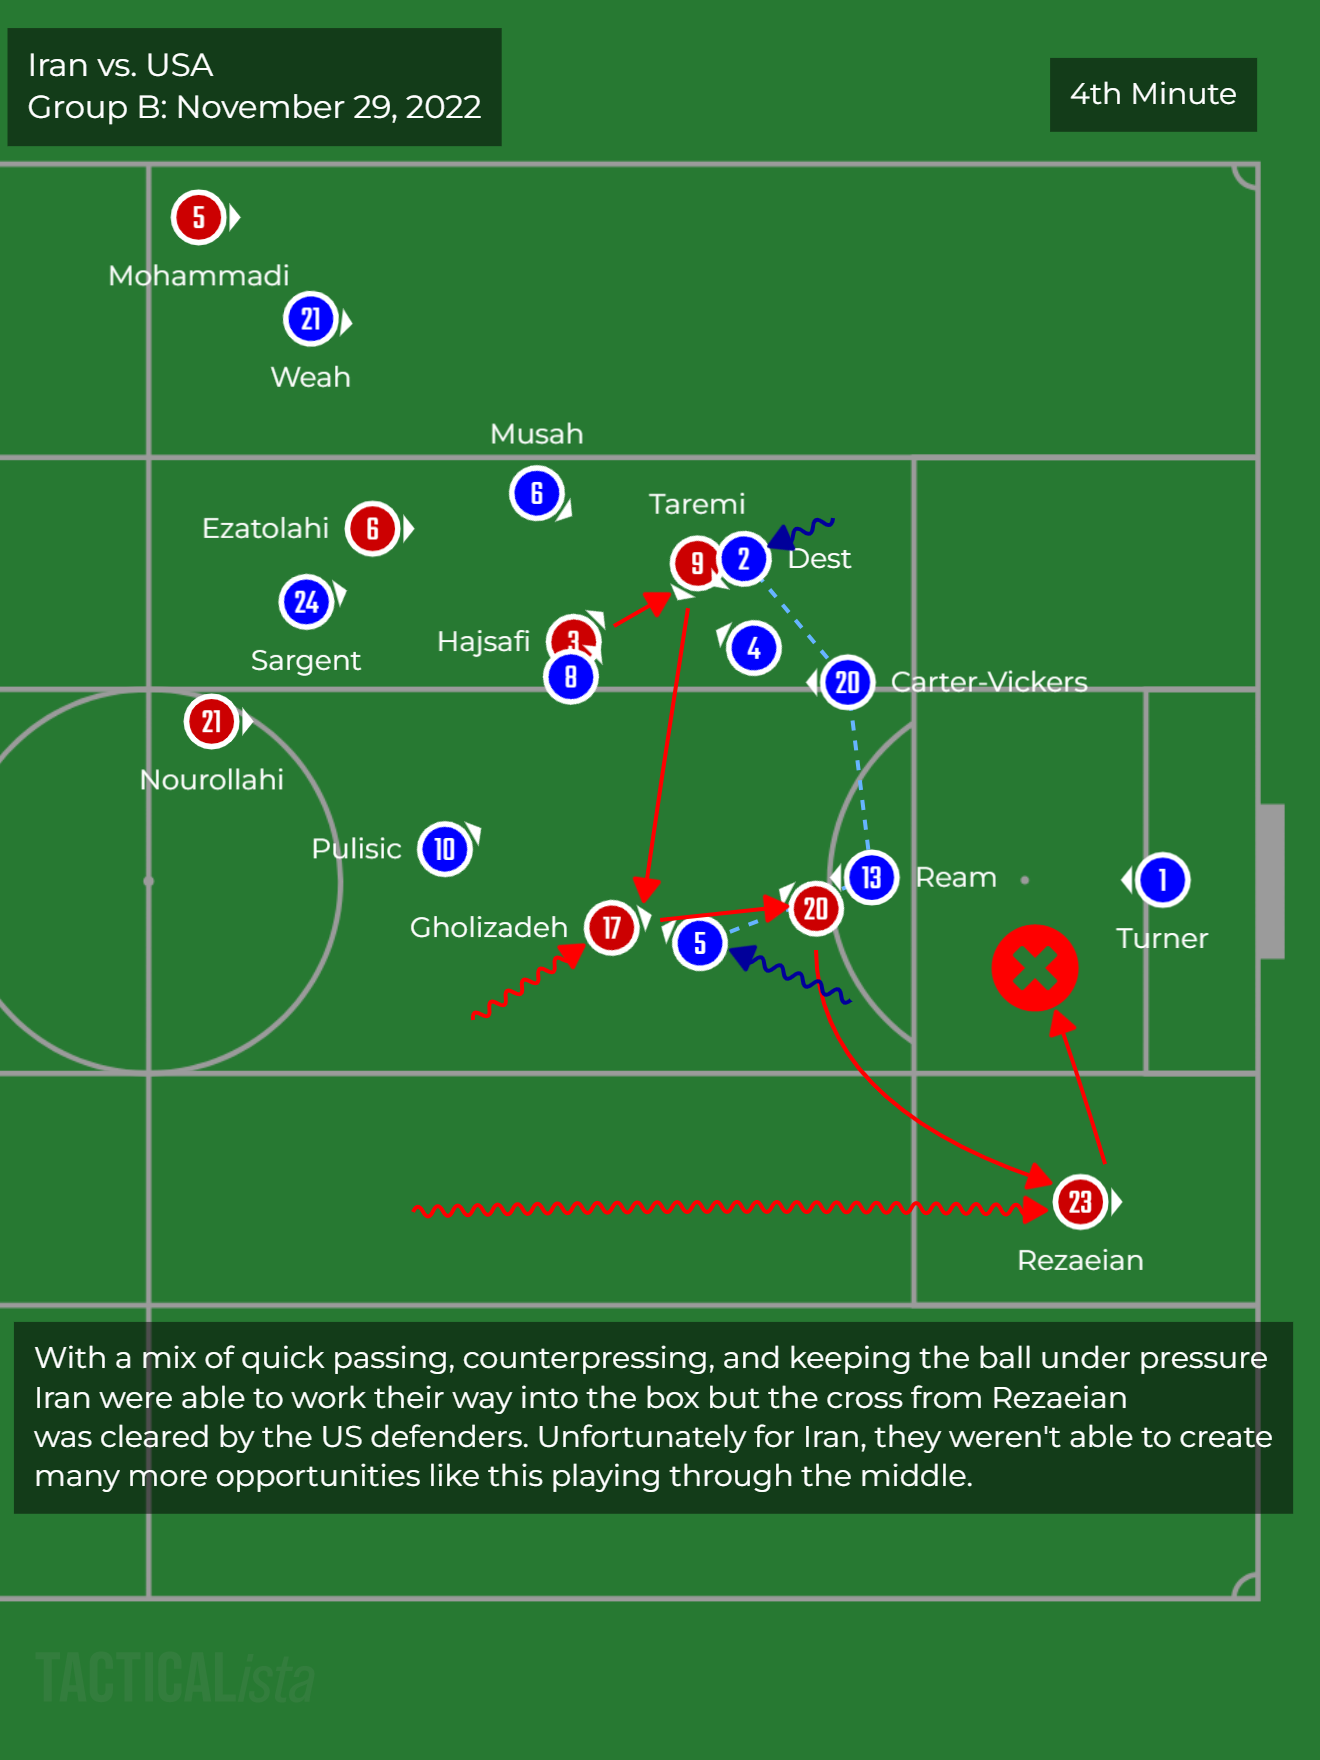 Iran vs. USA
Group B: November 29, 2022
4th Minute
5
Mohammadi
21
Weah
Musah
6
Taremi
Ezatolahi 6
9
2
Dest
24
Sargent
Hajsafi 3
4
8
20 Carter-Vickers
21
Nourollahi
Pulisic 10
13 Ream
1
Turner
Gholizadeh 17
20
5
23
Rezaeian
With a mix of quick passing, counterpressing, and keeping the ball under pressure
Iran were able to work their way into the box but the cross from Rezaeian
was cleared by the US defenders. Unfortunately for Iran, they weren't able to create
many more opportunities like this playing through the middle.
TACTICALista